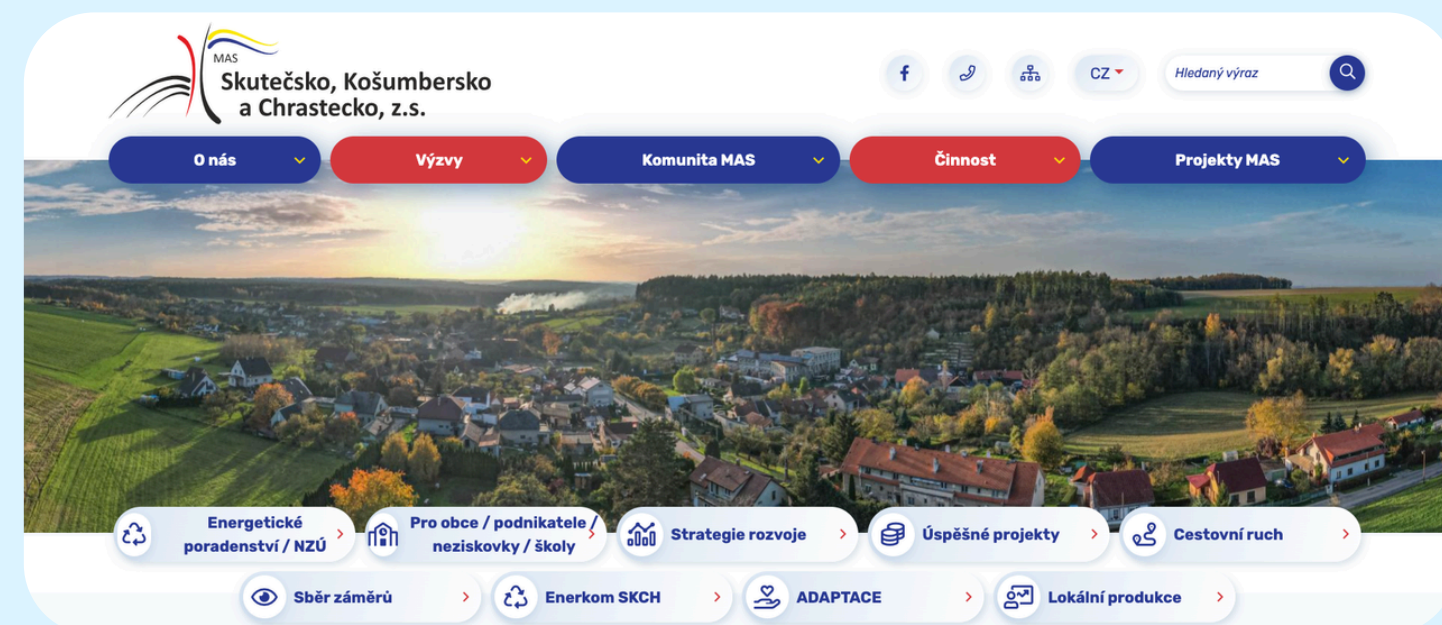 MAS
Skutečsko, Košumbersko
a Chrastecko, z.s.
CZ
Hledaný výraz
O nás
Výzvy
Komunita MAS
Činnost
Projekty MAS
Energetické
poradenství / NZÚ
Pro obce / podnikatele /
neziskovky / školy
Strategie rozvoje
Úspěšné projekty
Cestovní ruch
Sběr záměrů
Enerkom SKCH
ADAPTACE
Lokální produkce